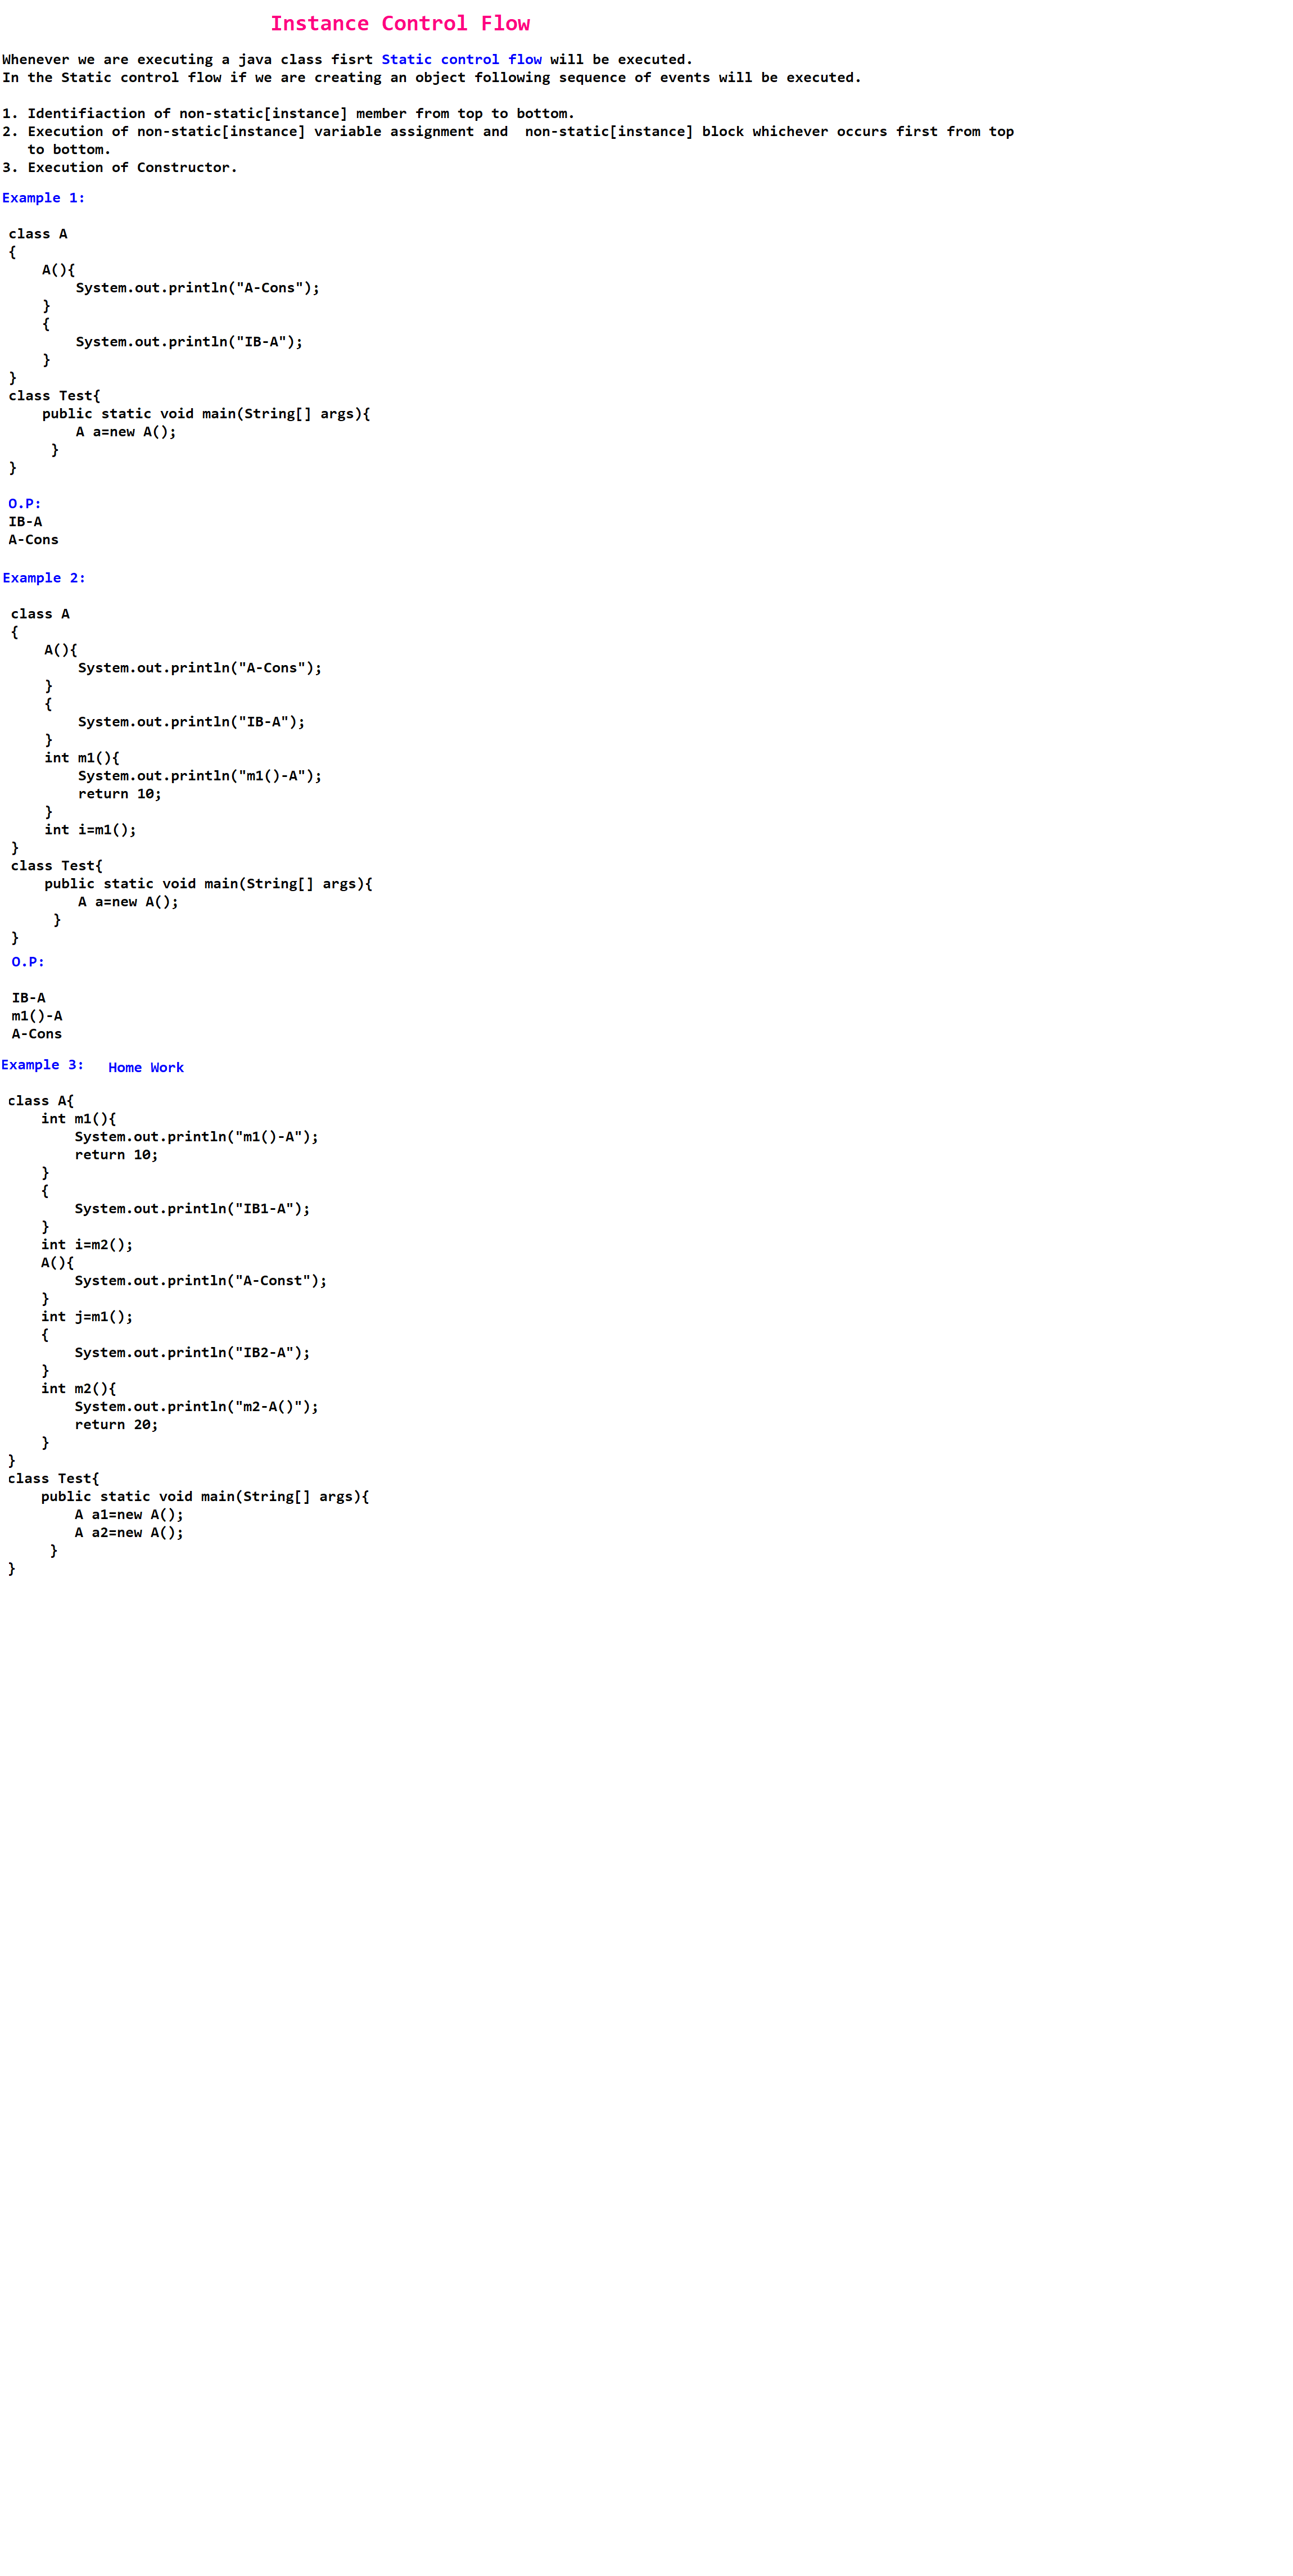 Instance Control Flow
Whenever we are executing a java class fisrt Static control flow will be executed.
In the Static control flow if we are creating an object following sequence of events will be executed.
1. Identifiaction of non-static[instance] member from top to bottom.
2. Execution of non-static[instance] variable assignment and  non-static[instance] block whichever occurs first from top
   to bottom.
3. Execution of Constructor.
Example 1:
class A
{
    A(){
        System.out.println("A-Cons");
    }
    {
        System.out.println("IB-A");
    }
}
class Test{
    public static void main(String[] args){
        A a=new A();
     }
}
O.P:
IB-A
A-Cons
Example 2:
class A
{
    A(){
        System.out.println("A-Cons");
    }
    {
        System.out.println("IB-A");
    }
    int m1(){
        System.out.println("m1()-A");
        return 10;
    }
    int i=m1();
}
class Test{
    public static void main(String[] args){
        A a=new A();
     }
}
O.P:
IB-A
m1()-A
A-Cons
Example 3:   Home Work
class A{
    int m1(){
        System.out.println("m1()-A");
        return 10;
    }
    {
        System.out.println("IB1-A");
    }
    int i=m2();
    A(){
        System.out.println("A-Const");
    }
    int j=m1();
    {
        System.out.println("IB2-A");
    }
    int m2(){
        System.out.println("m2-A()");
        return 20;
    }
}
class Test{
    public static void main(String[] args){
        A a1=new A();
        A a2=new A();
     }
}